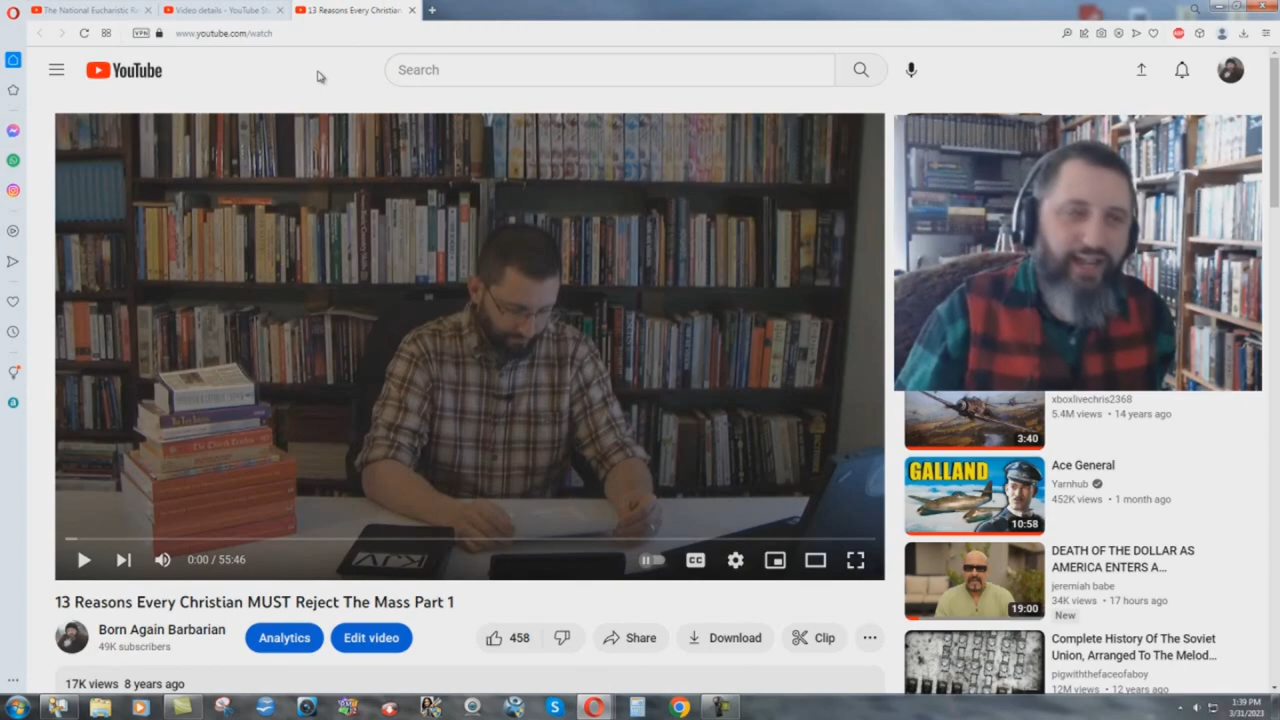 The National Eucharistic Re
Video details - YouTube Stu
13 Reasons Every Christian
VPN
www.youtube.com/watch
YouTube
Search
KJV
0:00 / 55:46
CC
13 Reasons Every Christian MUST Reject The Mass Part 1
Born Again Barbarian
49K subscribers
Analytics
Edit video
458
Share
Download
Clip
17K views 8 years ago
xboxlivechris2368
5.4M views • 14 years ago
3:40
GALLAND
10:58
Ace General
Yarnhub
452K views • 1 month ago
19:00
DEATH OF THE DOLLAR AS
AMERICA ENTERS A...
jeremiah babe
34K views • 17 hours ago
New
Complete History Of The Soviet
Union, Arranged To The Melod...
pigwiththefaceofaboy
12M views • 12 years ago
1:39 PM
3/31/2023